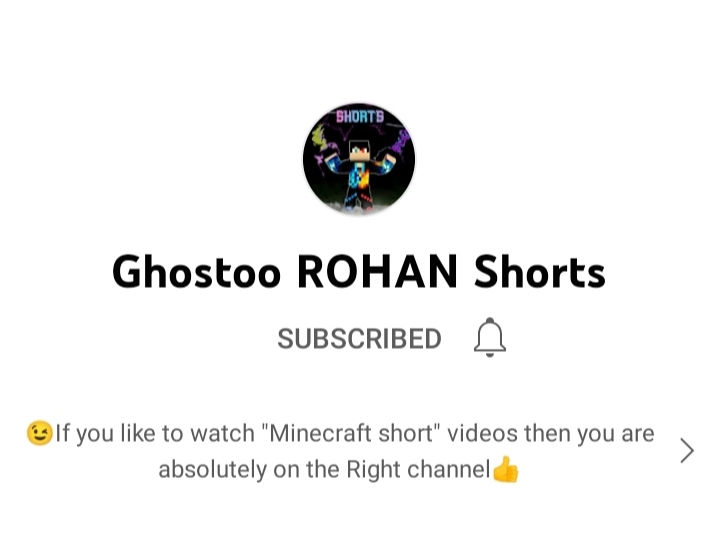 SHORTS
Ghostoo ROHAN Shorts
SUBSCRIBED
😉If you like to watch "Minecraft short" videos then you are
absolutely on the Right channel👍